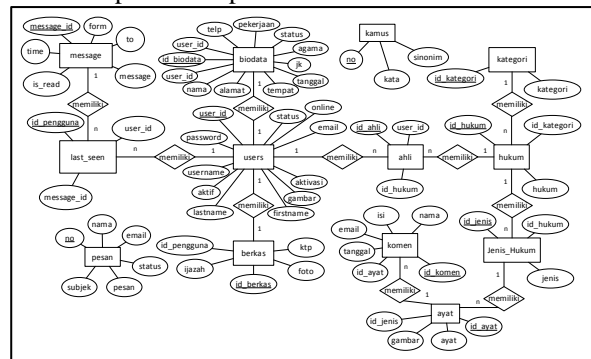 message_id
form
to
time
message
is_read
message
1
memiliki
n
id_pengguna
user_id
last_seen
message_id
n
memiliki
1
telp
pekerjaan
status
user_id
agama
id_biodata
biodata
jk
user_id
tanggal
nama
alamat
tempat
1
memiliki
1
user_id
status
online
email
password
users
username
aktif
lastname
firstname
gambar
aktivasi
1
memiliki
1
id_pengguna
ktp
berkas
ijazah
foto
id_berkas
nama
no
email
pesan
status
subjek
pesan
kamus
no
kata
sinonim
kategori
id_kategori
kategori
1
memiliki
n
1
memiliki
n
id_ahli
user_id
ahli
id_hukum
n
memiliki
1
id_hukum
id_kategori
hukum
hukum
1
memiliki
1
id_jenis
id_hukum
Jenis_Hukum
jenis
1
memiliki
n
isi
nama
email
komen
tanggal
id_ayat
id_komen
n
memiliki
1
ayat
id_jenis
id_ayat
gambar
ayat